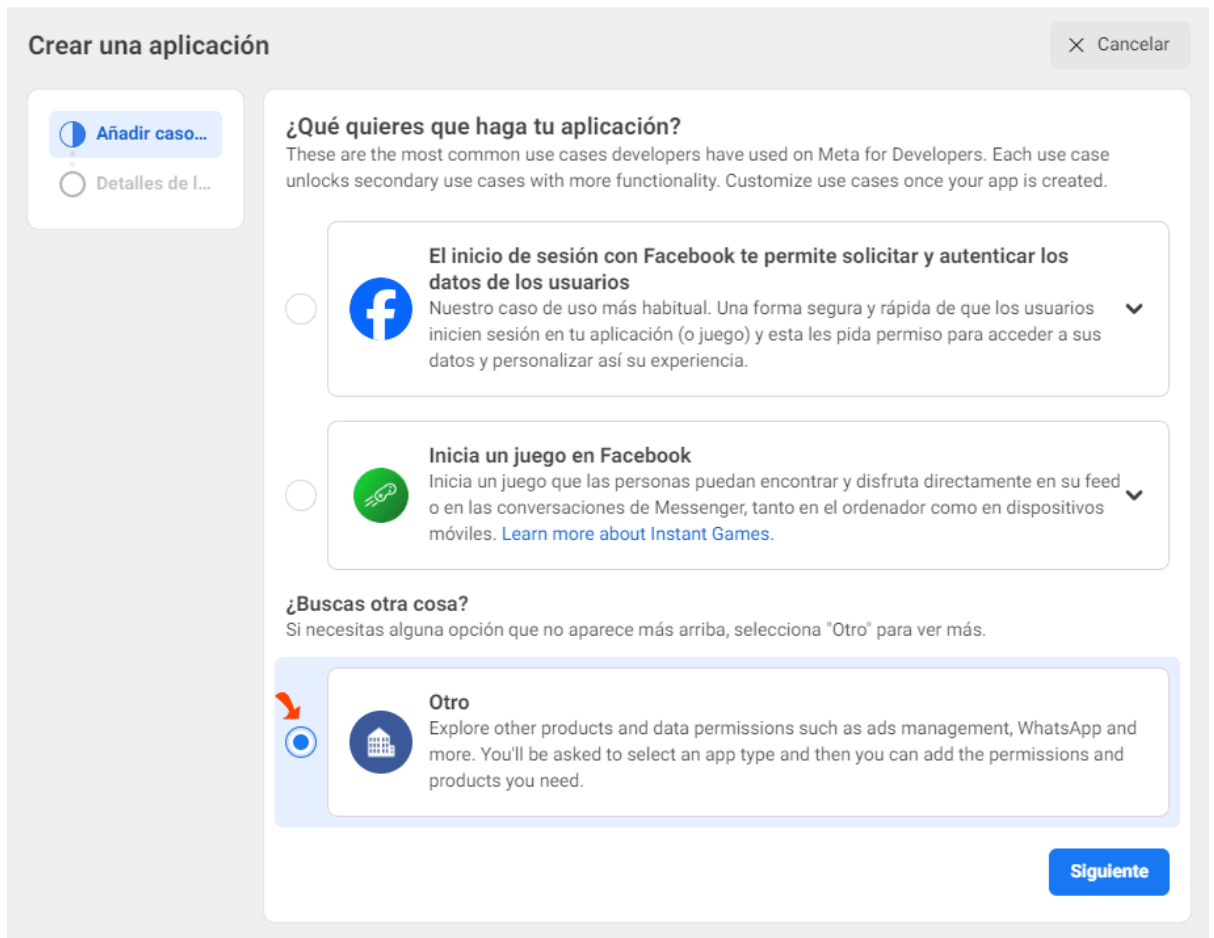 Crear una aplicación
Cancelar
Añadir caso...
Detalles de l...
¿Qué quieres que haga tu aplicación?
These are the most common use cases developers have used on Meta for Developers. Each use case
unlocks secondary use cases with more functionality. Customize use cases once your app is created.
El inicio de sesión con Facebook te permite solicitar y autenticar los
datos de los usuarios
Nuestro caso de uso más habitual. Una forma segura y rápida de que los usuarios
inicien sesión en tu aplicación (o juego) y esta les pida permiso para acceder a sus
datos y personalizar así su experiencia.
Inicia un juego en Facebook
Inicia un juego que las personas puedan encontrar y disfruta directamente en su feed
o en las conversaciones de Messenger, tanto en el ordenador como en dispositivos
móviles. Learn more about Instant Games.
¿Buscas otra cosa?
Si necesitas alguna opción que no aparece más arriba, selecciona "Otro" para ver más.
Otro
Explore other products and data permissions such as ads management, WhatsApp and
more. You'll be asked to select an app type and then you can add the permissions and
products you need.
Siguiente